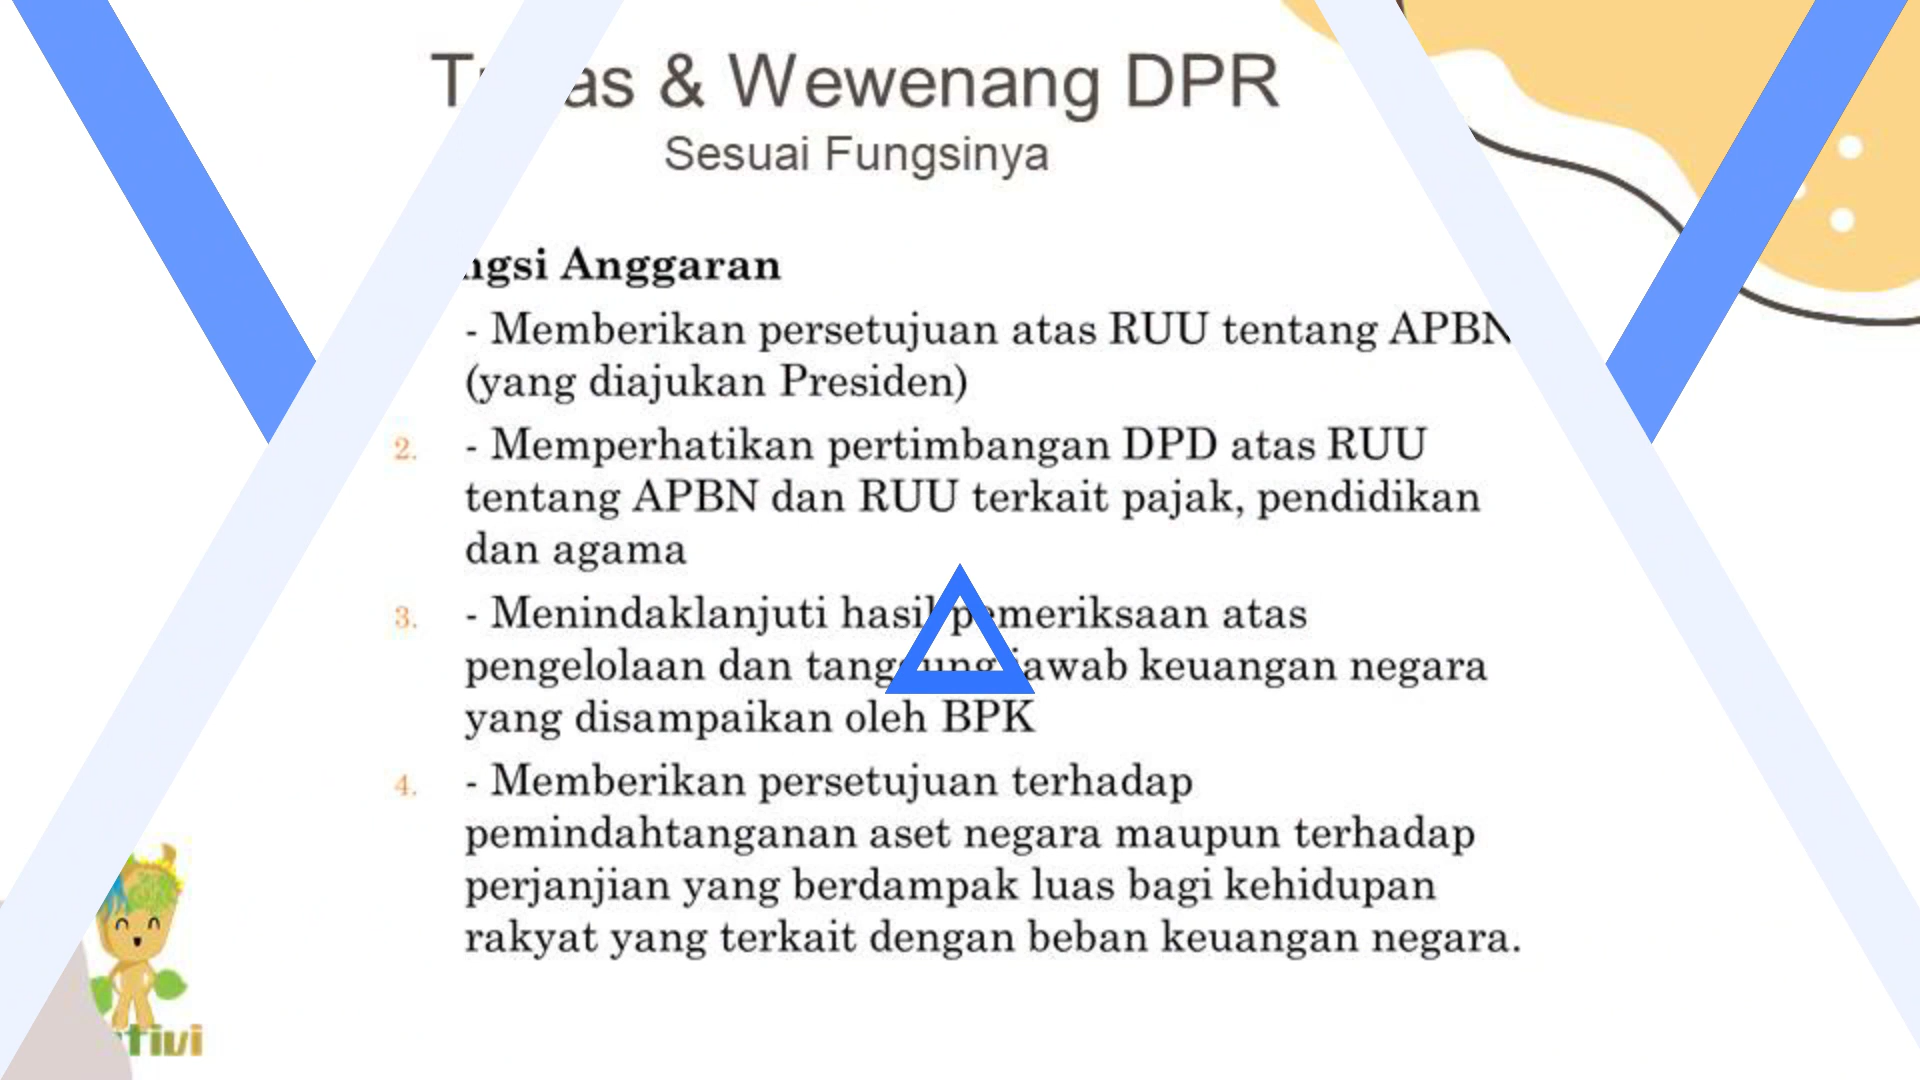 & Wewenang DPR
Sesuai Fungsinya
Anggaran
- Memberikan persetujuan atas RUU tentang APBN
(yang diajukan Presiden)
2. - Memperhatikan pertimbangan DPD atas RUU
tentang APBN dan RUU terkait pajak, pendidikan
dan agama
3. - Menindaklanjuti hasil pemeriksaan atas
pengelolaan dan tanggung jawab keuangan negara
yang disampaikan oleh BPK
4. - Memberikan persetujuan terhadap
pemindahtanganan aset negara maupun terhadap
perjanjian yang berdampak luas bagi kehidupan
rakyat yang terkait dengan beban keuangan negara.